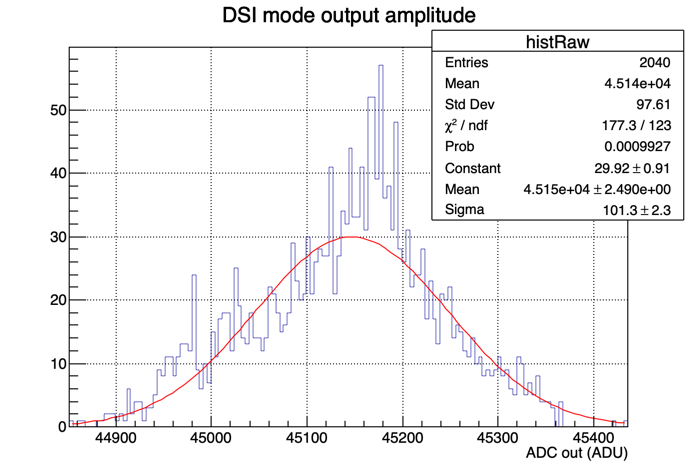 DSI mode output amplitude
histRaw
Entries 2040
Mean 4.514e+04
Std Dev 97.61
χ² / ndf 177.3 / 123
Prob 0.0009927
Constant 29.92 ± 0.91
Mean 4.515e+04 ± 2.490e+00
Sigma 101.3 ± 2.3
50
40
30
20
10
0
44900 45000 45100 45200 45300 45400
ADC out (ADU)